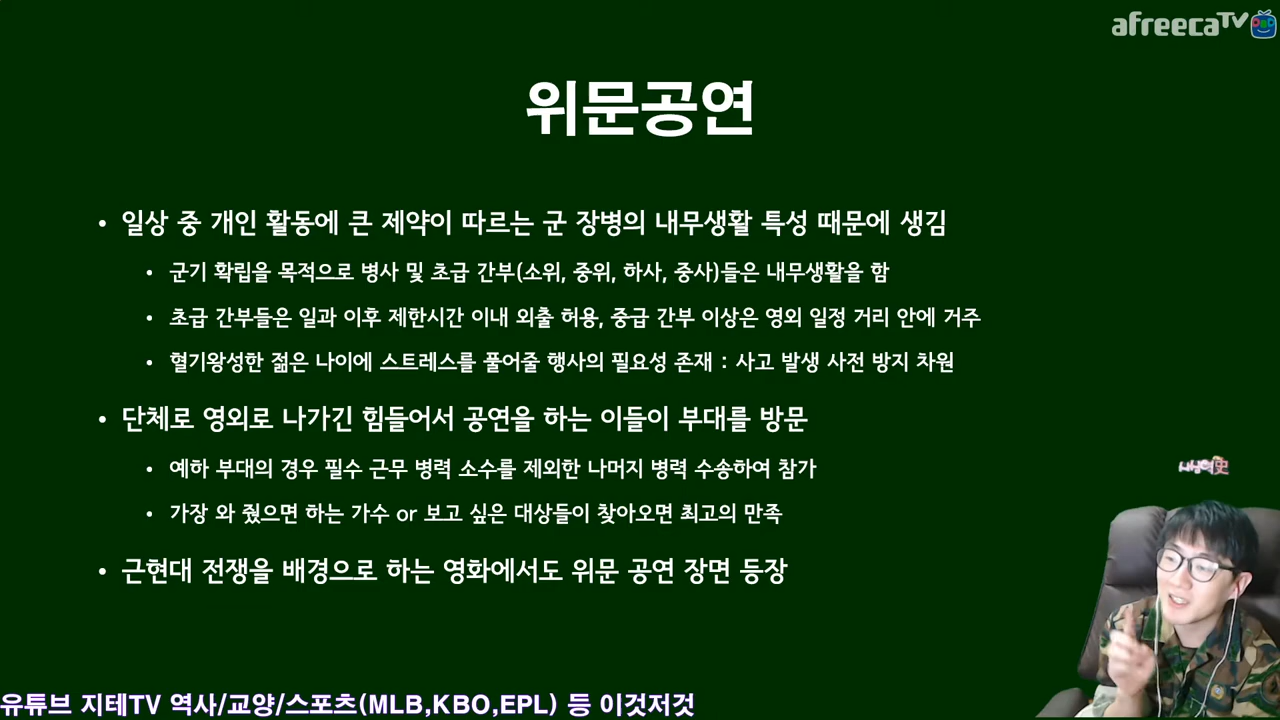 afreecaTV
위문공연
• 일상 중 개인 활동에 큰 제약이 따르는 군 장병의 내무생활 특성 때문에 생김
• 군기 확립을 목적으로 병사 및 초급 간부(소위, 중위, 하사, 중사)들은 내무생활을 함
• 초급 간부들은 일과 이후 제한시간 이내 외출 허용, 중급 간부 이상은 영외 일정 거리 안에 거주
• 혈기왕성한 젊은 나이에 스트레스를 풀어줄 행사의 필요성 존재 : 사고 발생 사전 방지 차원
• 단체로 영외로 나가긴 힘들어서 공연을 하는 이들이 부대를 방문
• 예하 부대의 경우 필수 근무 병력 소수를 제외한 나머지 병력 수송하여 참가
• 가장 와 줬으면 하는 가수 or 보고 싶은 대상들이 찾아오면 최고의 만족
• 근현대 전쟁을 배경으로 하는 영화에서도 위문 공연 장면 등장
유튜브 지테TV 역사/교양/스포츠(MLB,KBO,EPL) 등 이것저것